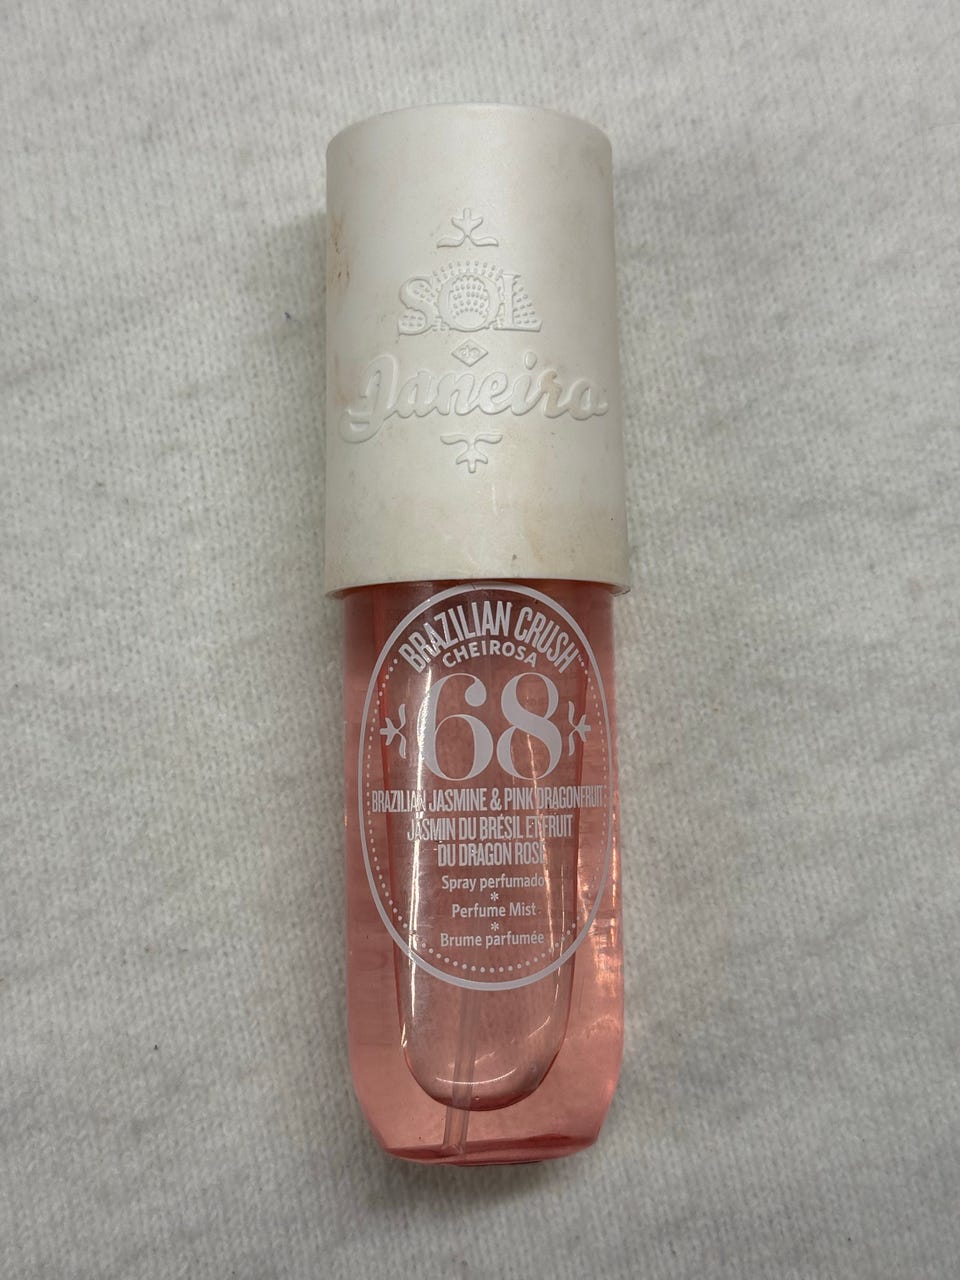 SOL
de
Janeiro
BRAZILIAN CRUSH™
CHEIROSA
68
BRAZILIAN JASMINE & PINK DRAGONFRUIT
JASMIN DU BRÉSIL ET FRUIT
DU DRAGON ROSE
Spray perfumado
*
Perfume Mist
*
Brume parfumée